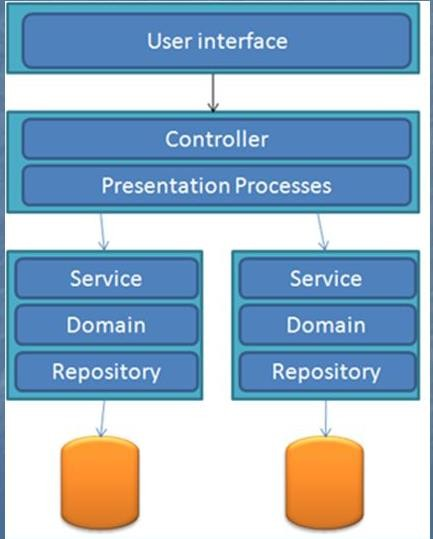 User interface
Controller
Presentation Processes
Service
Domain
Repository
Service
Domain
Repository